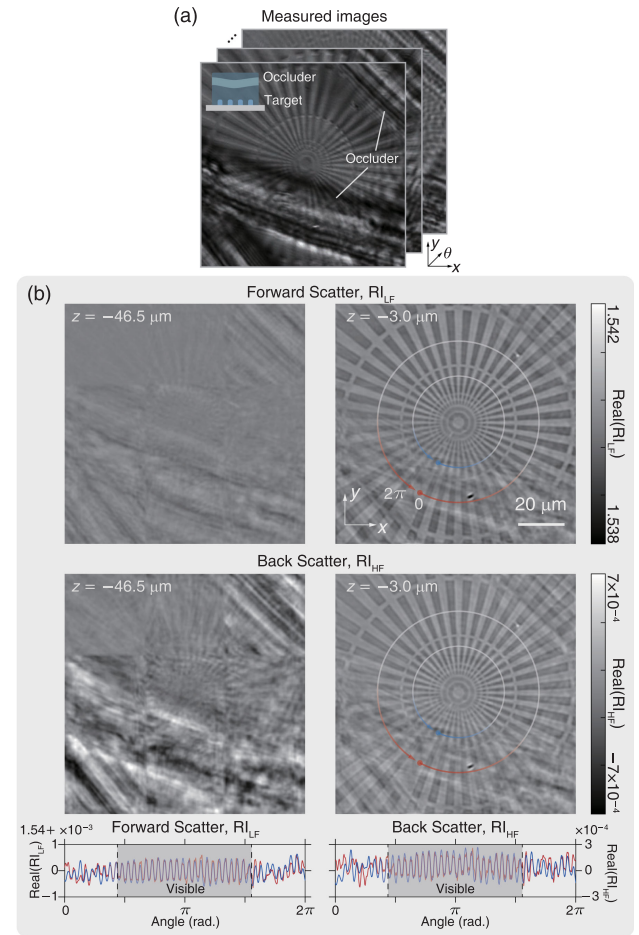 (a)
Measured images
Occluder
Target
Occluder
y
θ
x
(b)
Forward Scatter, RI_LF
z = −46.5 μm
z = −3.0 μm
2π
0
y
x
20 μm
1.542
Real(RI_LF)
1.538
Back Scatter, RI_HF
z = −46.5 μm
z = −3.0 μm
7×10⁻⁴
Real(RI_HF)
−7×10⁻⁴
1.54+ ×10⁻³
Forward Scatter, RI_LF
Real(RI_LF)
1
0
−1
Visible
0
π
2π
Angle (rad.)
Back Scatter, RI_HF
×10⁻⁴
3
0
−3
Real(RI_HF)
Visible
0
π
2π
Angle (rad.)